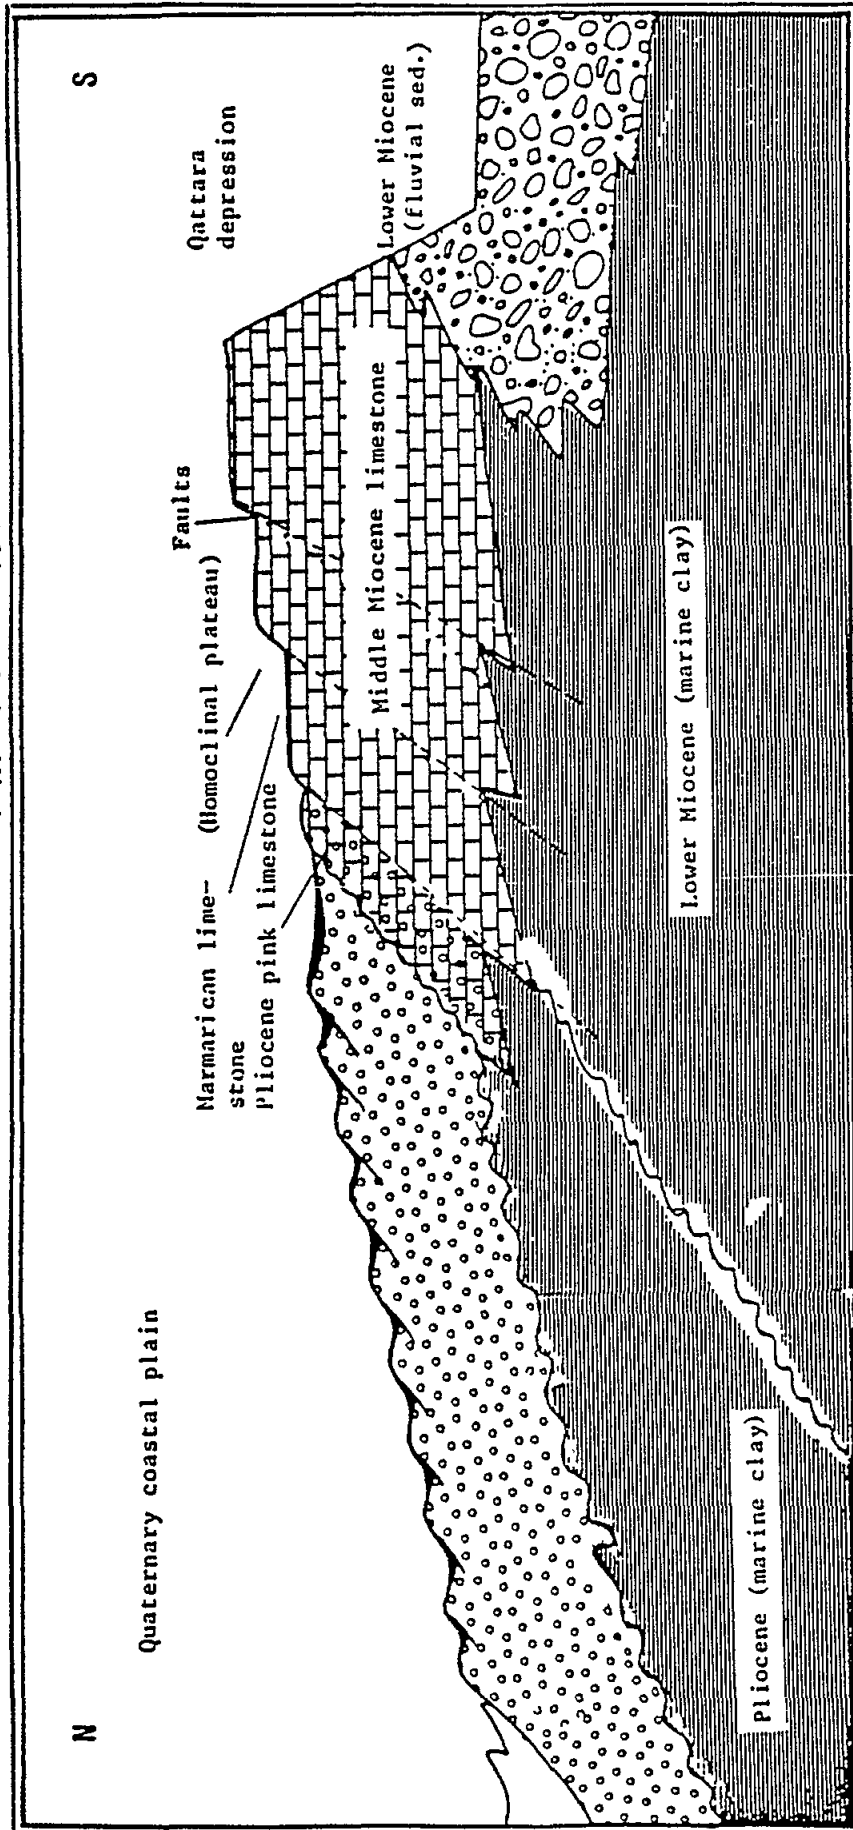 N
S
Quaternary coastal plain
Qattara
depression
Marmarican lime-
stone
(Homoclinal plateau)
Faults
Pliocene pink limestone
Lower Miocene
(fluvial sed.)
Middle Miocene limestone
Lower Miocene (marine clay)
Pliocene (marine clay)